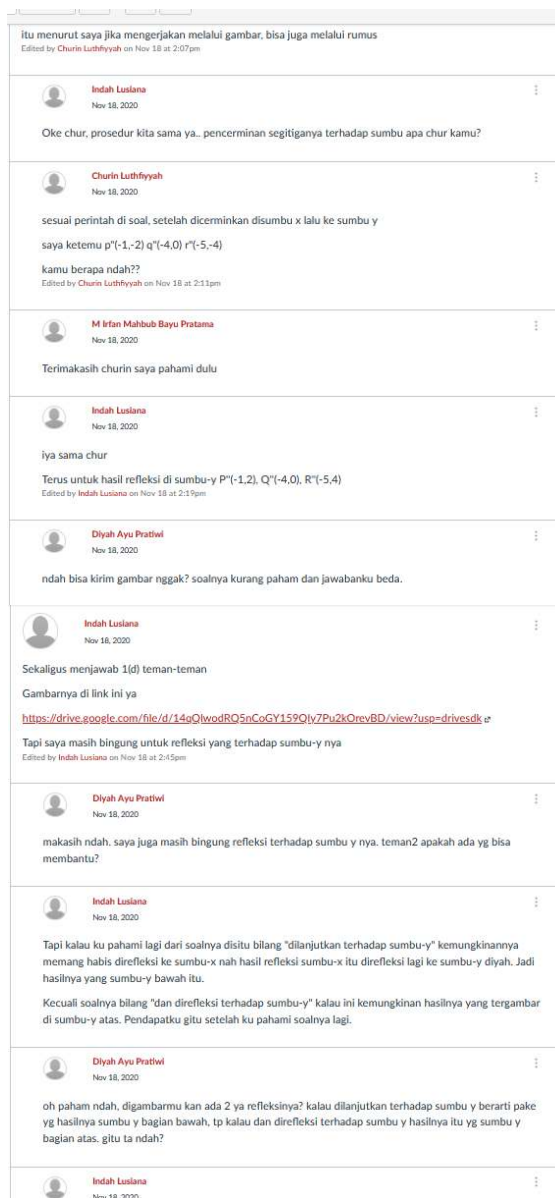 itu menurut saya jika mengerjakan melalui gambar, bisa juga melalui rumus
Edited by Churin Luthfiyyah on Nov 18 at 2:07pm
Indah Lusiana
Nov 18, 2020
Oke chur, prosedur kita sama ya.. pencerminan segitiganya terhadap sumbu apa chur kamu?
Churin Luthfiyyah
Nov 18, 2020
sesuai perintah di soal, setelah dicerminkan disumbu x lalu ke sumbu y
saya ketemu p"(-1,-2) q"(-4,0) r"(-5,-4)
kamu berapa ndah??
Edited by Churin Luthfiyyah on Nov 18 at 2:11pm
M Irfan Mahbub Bayu Pratama
Nov 18, 2020
Terimakasih churin saya pahami dulu
Indah Lusiana
Nov 18, 2020
iya sama chur
Terus untuk hasil refleksi di sumbu-y P"(-1,2), Q"(-4,0), R"(-5,4)
Edited by Indah Lusiana on Nov 18 at 2:19pm
Diyah Ayu Pratiwi
Nov 18, 2020
ndah bisa kirim gambar nggak? soalnya kurang paham dan jawabanku beda.
Indah Lusiana
Nov 18, 2020
Sekaligus menjawab 1(d) teman-teman
Gambarnya di link ini ya
Tapi saya masih bingung untuk refleksi yang terhadap sumbu-y nya
Edited by Indah Lusiana on Nov 18 at 2:45pm
Diyah Ayu Pratiwi
Nov 18, 2020
makasih ndah. saya juga masih bingung refleksi terhadap sumbu y nya. teman2 apakah ada yg bisa
membantu?
Indah Lusiana
Nov 18, 2020
Tapi kalau ku pahami lagi dari soalnya disitu bilang "dilanjutkan terhadap sumbu-y" kemungkinannya
memang habis direfleksi ke sumbu-x nah hasil refleksi sumbu-x itu direfleksi lagi ke sumbu-y diyah. Jadi
hasilnya yang sumbu-y bawah itu.
Kecuali soalnya bilang "dan direfleksi terhadap sumbu-y" kalau ini kemungkinan hasilnya yang tergambar
di sumbu-y atas. Pendapatku gitu setelah ku pahami soalnya lagi.
Diyah Ayu Pratiwi
Nov 18, 2020
oh paham ndah, digambarmu kan ada 2 ya refleksinya? kalau dilanjutkan terhadap sumbu y berarti pake
yg hasilnya sumbu y bagian bawah, tp kalau dan direfleksi terhadap sumbu y hasilnya itu yg sumbu y
bagian atas. gitu ta ndah?
Indah Lusiana
Nov 18, 2020